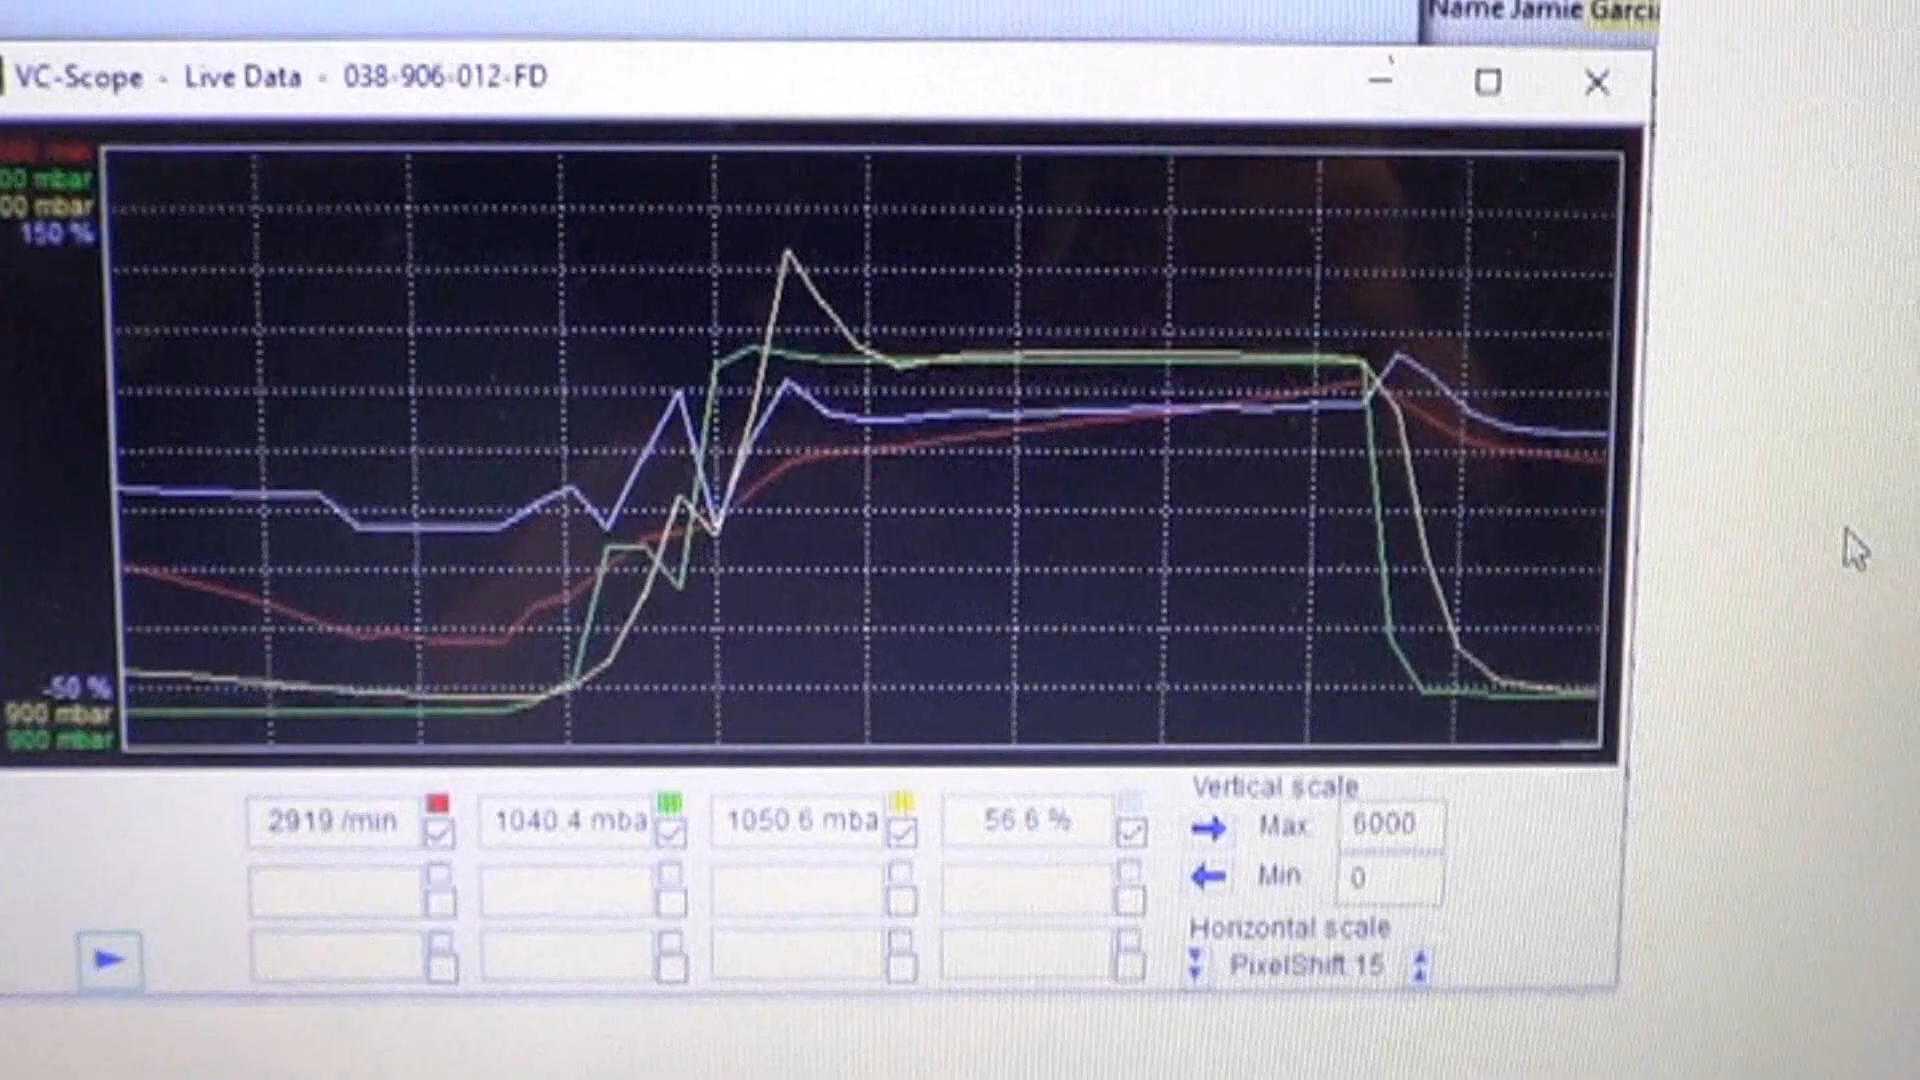 Name Jamie Garci
VC-Scope - Live Data - 038-906-012-FD
00 mbar
00 mbar
150 %
-50 %
900 mbar
900 mbar
2919 /min
1040.4 mba
1050.6 mba
56.6 %
Vertical scale
Max 6000
Min 0
Horizontal scale
PixelShift 15